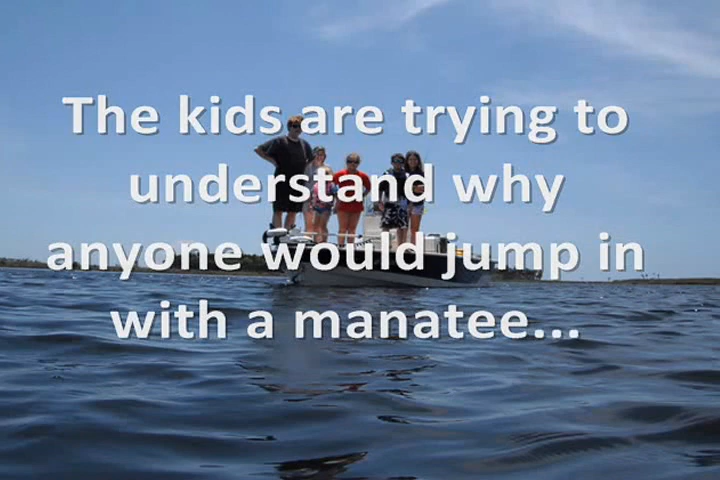 The kids are trying to
understand why
anyone would jump in
with a manatee...